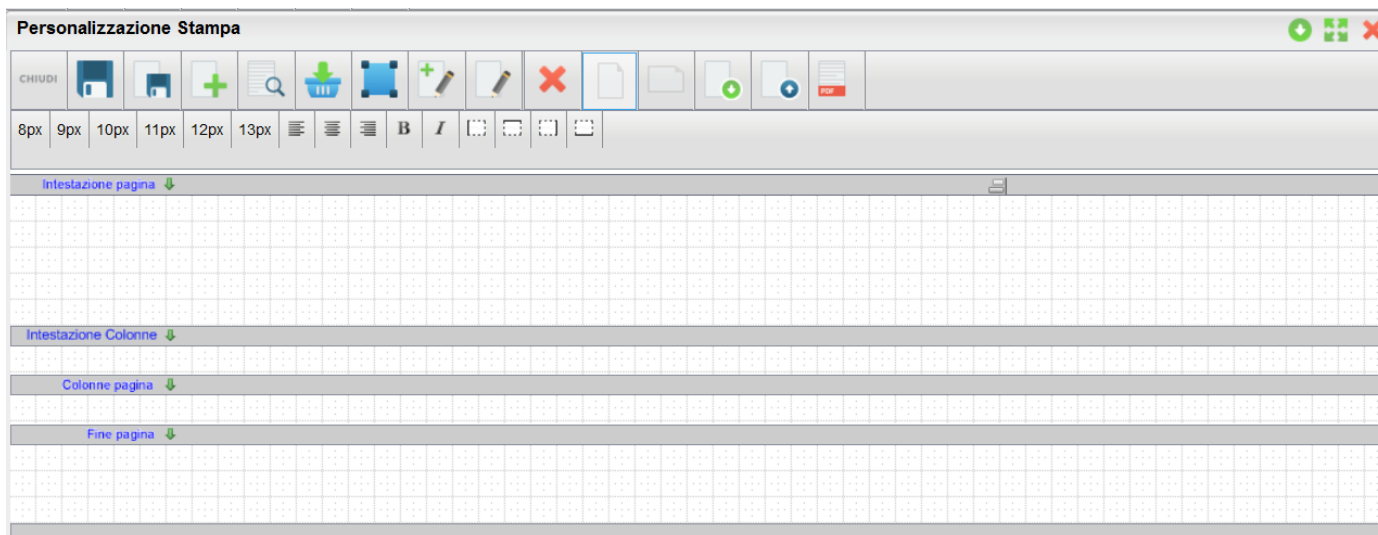 Personalizzazione Stampa
CHIUDI
PDF
8px 9px 10px 11px 12px 13px B I
Intestazione pagina
Intestazione Colonne
Colonne pagina
Fine pagina